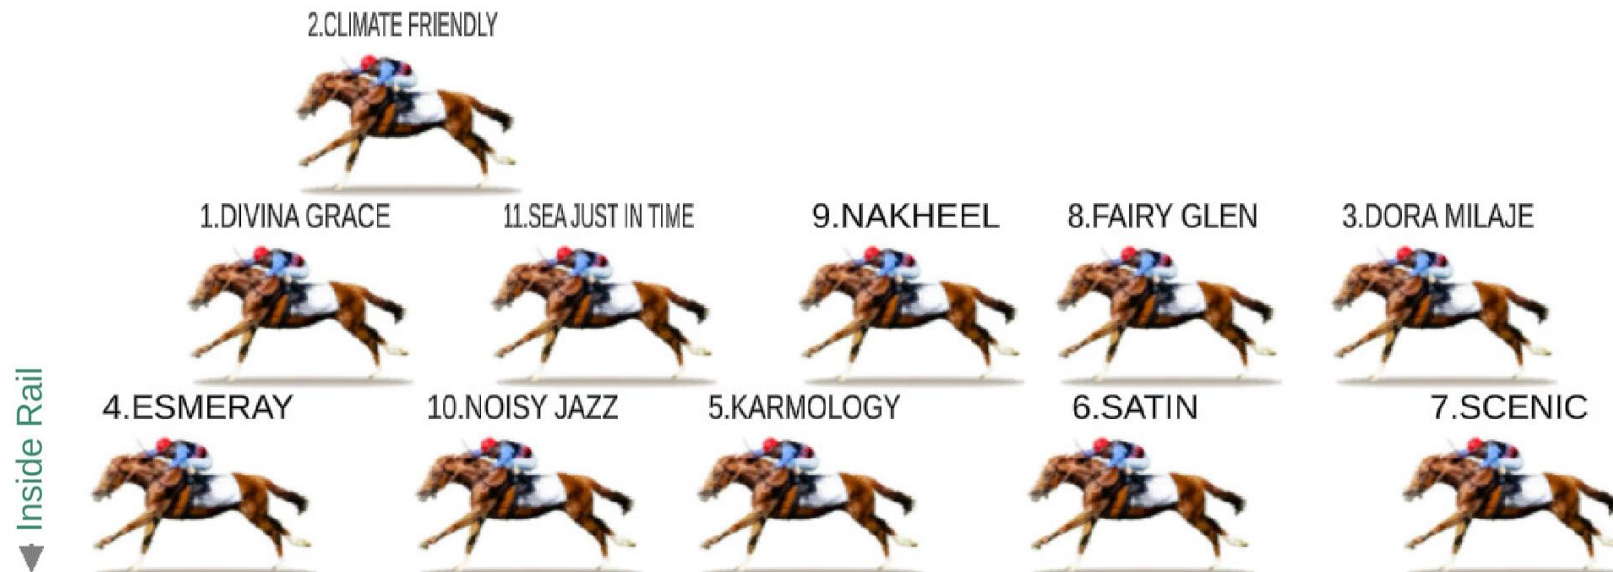 2.CLIMATE FRIENDLY
1.DIVINA GRACE
11.SEA JUST IN TIME
9.NAKHEEL
8.FAIRY GLEN
3.DORA MILAJE
4.ESMERAY
10.NOISY JAZZ
5.KARMOLOGY
6.SATIN
7.SCENIC
Inside Rail